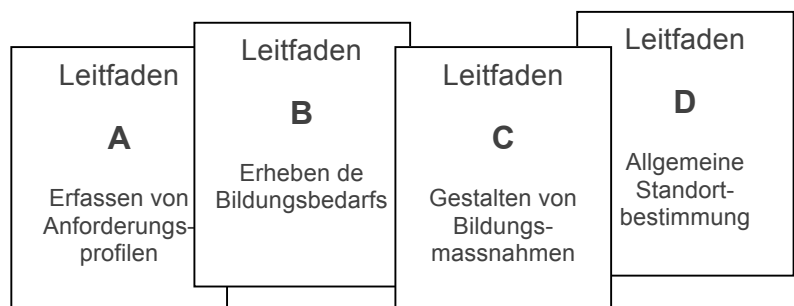 Leitfaden
A
Erfassen von
Anforderungs-
profilen
Leitfaden
B
Erheben de
Bildungsbedarfs
Leitfaden
C
Gestalten von
Bildungs-
massnahmen
Leitfaden
D
Allgemeine
Standort-
bestimmung